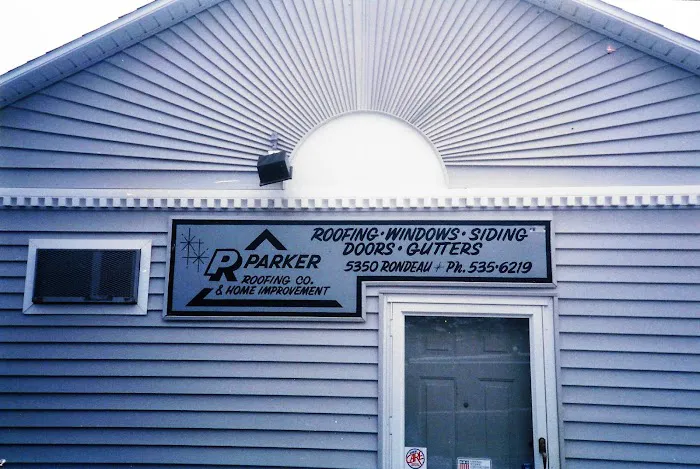 R PARKER
ROOFING CO.
& HOME IMPROVEMENT
ROOFING • WINDOWS • SIDING
DOORS • GUTTERS
5350 RONDEAU + Ph. 535•6219